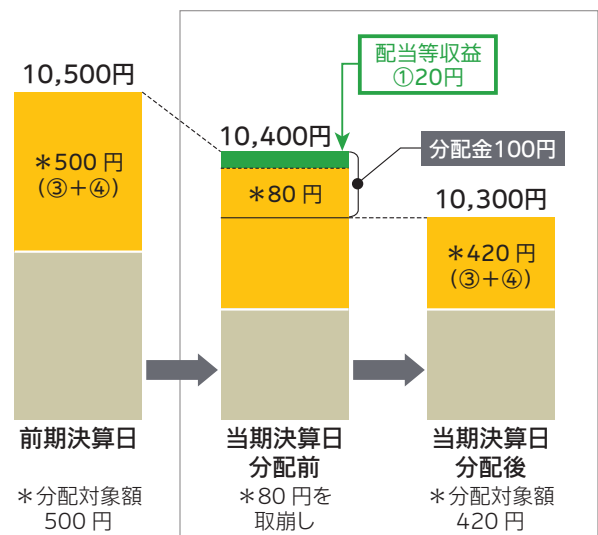 配当等収益
①20円
10,500円
10,400円
分配金100円
＊500 円
(③+④)
＊80 円
10,300円
＊420 円
(③+④)
前期決算日
当期決算日
分配前
当期決算日
分配後
＊分配対象額
500 円
＊80 円を
取崩し
＊分配対象額
420 円